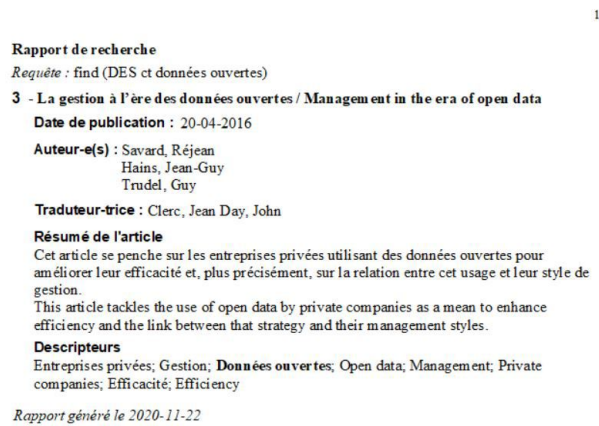 1
Rapport de recherche
Requête : find (DES ct données ouvertes)
3 - La gestion à l'ère des données ouvertes / Management in the era of open data
Date de publication : 20-04-2016
Auteur-e(s) : Savard, Réjean
Hains, Jean-Guy
Trudel, Guy
Traduteur-trice : Clerc, Jean Day, John
Résumé de l'article
Cet article se penche sur les entreprises privées utilisant des données ouvertes pour
améliorer leur efficacité et, plus précisément, sur la relation entre cet usage et leur style de
gestion.
This article tackles the use of open data by private companies as a mean to enhance
efficiency and the link between that strategy and their management styles.
Descripteurs
Entreprises privées; Gestion; Données ouvertes; Open data; Management; Private
companies; Efficacité; Efficiency
Rapport généré le 2020-11-22